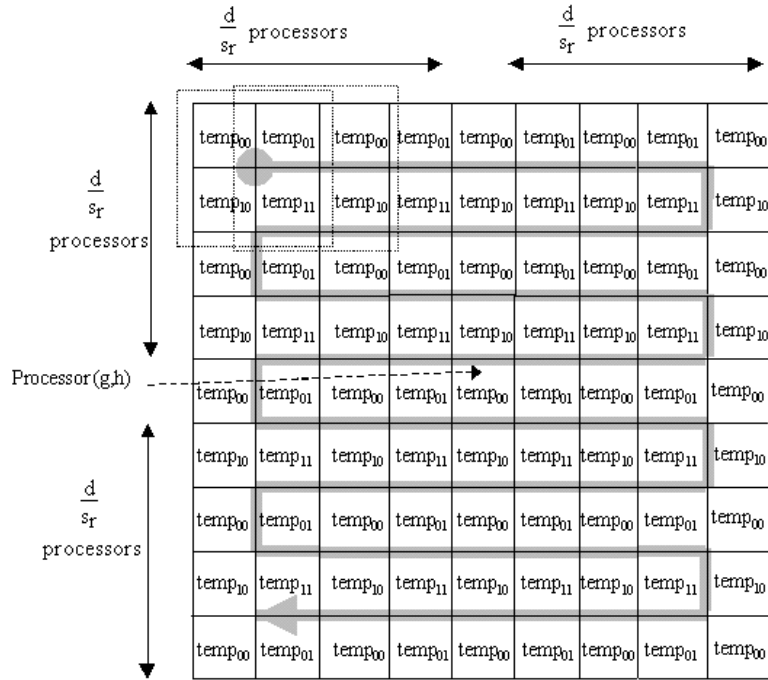 d/s_r processors d/s_r processors
temp₀₀ temp₀₁ temp₀₀ temp₀₁ temp₀₀ temp₀₁ temp₀₀ temp₀₁ temp₀₀
temp₁₀ temp₁₁ temp₁₀ temp₁₁ temp₁₀ temp₁₁ temp₁₀ temp₁₁ temp₁₀
d/s_r
processors
temp₀₀ temp₀₁ temp₀₀ temp₀₁ temp₀₀ temp₀₁ temp₀₀ temp₀₁ temp₀₀
temp₁₀ temp₁₁ temp₁₀ temp₁₁ temp₁₀ temp₁₁ temp₁₀ temp₁₁ temp₁₀
Processor(g,h)
temp₀₀ temp₀₁ temp₀₀ temp₀₁ temp₀₀ temp₀₁ temp₀₀ temp₀₁ temp₀₀
temp₁₀ temp₁₁ temp₁₀ temp₁₁ temp₁₀ temp₁₁ temp₁₀ temp₁₁ temp₁₀
d/s_r
processors
temp₀₀ temp₀₁ temp₀₀ temp₀₁ temp₀₀ temp₀₁ temp₀₀ temp₀₁ temp₀₀
temp₁₀ temp₁₁ temp₁₀ temp₁₁ temp₁₀ temp₁₁ temp₁₀ temp₁₁ temp₁₀
temp₀₀ temp₀₁ temp₀₀ temp₀₁ temp₀₀ temp₀₁ temp₀₀ temp₀₁ temp₀₀